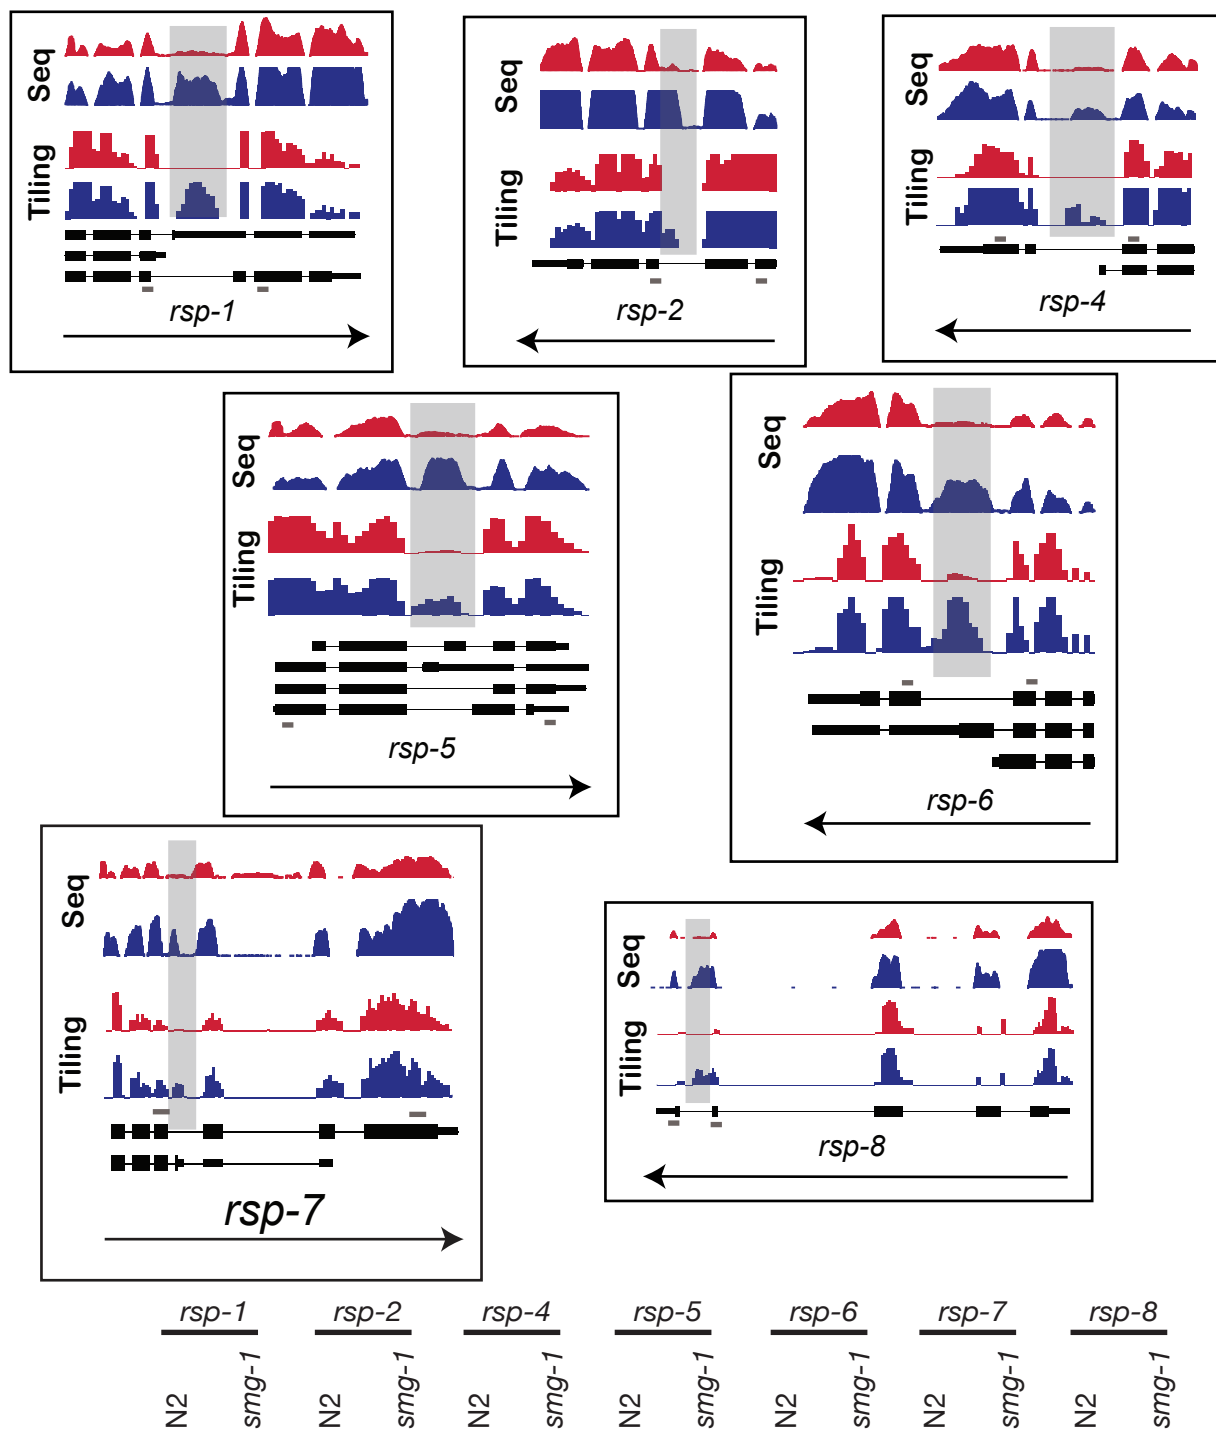 Seq
Tiling
rsp-1
Seq
Tiling
rsp-2
Seq
Tiling
rsp-4
Seq
Tiling
rsp-5
Seq
Tiling
rsp-6
Seq
Tiling
rsp-7
Seq
Tiling
rsp-8
rsp-1 rsp-2 rsp-4 rsp-5 rsp-6 rsp-7 rsp-8
N2 smg-1 N2 smg-1 N2 smg-1 N2 smg-1 N2 smg-1 N2 smg-1 N2 smg-1